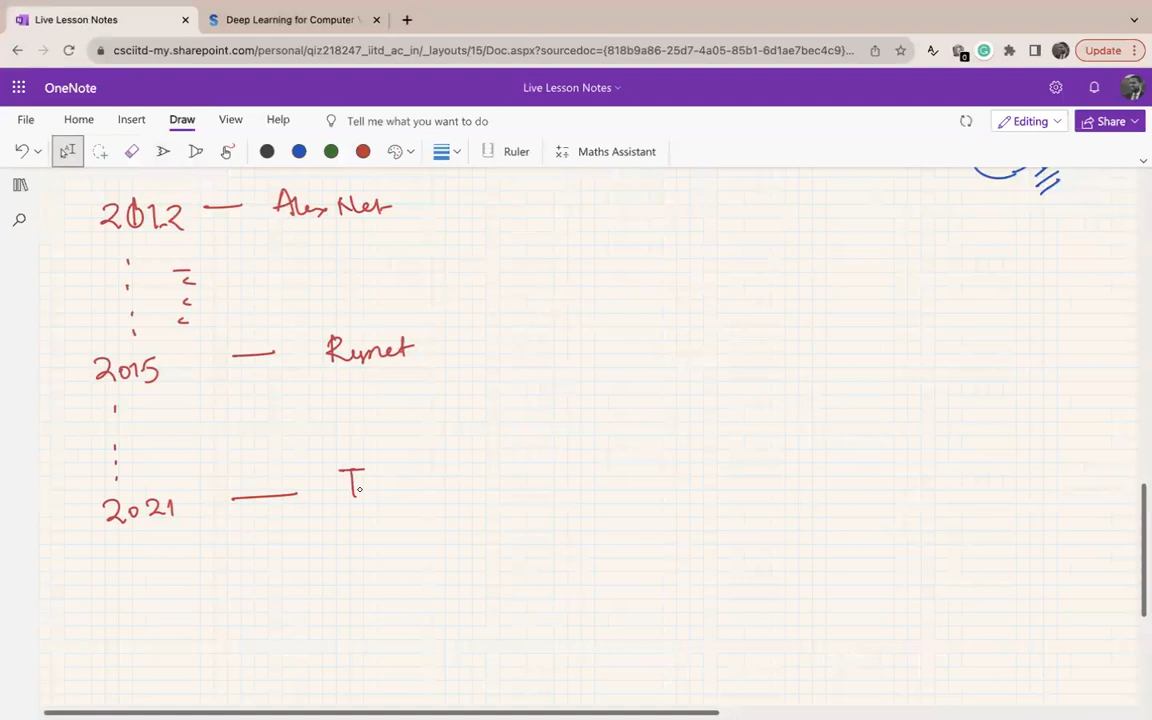 Live Lesson Notes
Deep Learning for Computer
csciitd-my.sharepoint.com/personal/qiz218247_iitd_ac_in/_layouts/15/Doc.aspx?sourcedoc={818b9a86-25d7-4a05-85b1-6d1ae7bec4c9}...
Update
OneNote
Live Lesson Notes
File Home Insert Draw View Help Tell me what you want to do
Editing Share
Ruler Maths Assistant
2012 — Alex Net
2015 — Resnet
2021 — T